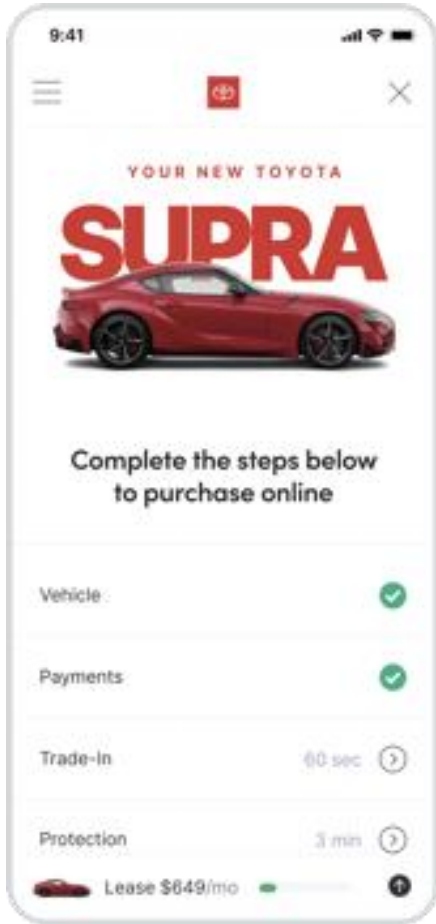 9:41
YOUR NEW TOYOTA
SUPRA
Complete the steps below
to purchase online
Vehicle
Payments
Trade-In 60 sec
Protection 3 min
Lease $649/mo